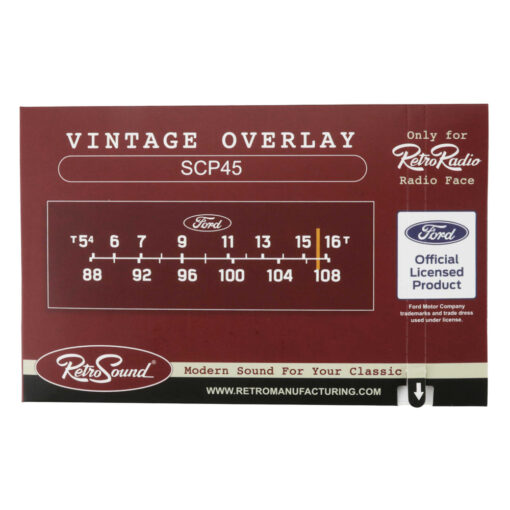 VINTAGE OVERLAY
SCP45
Only for
RetroRadio
Radio Face
Ford
T 54 6 7 9 11 13 15 16 T
88 92 96 100 104 108
Ford
Official
Licensed
Product
Ford Motor Company
trademarks and trade dress
used under license.
RetroSound®
Modern Sound For Your Classic
WWW.RETROMANUFACTURING.COM